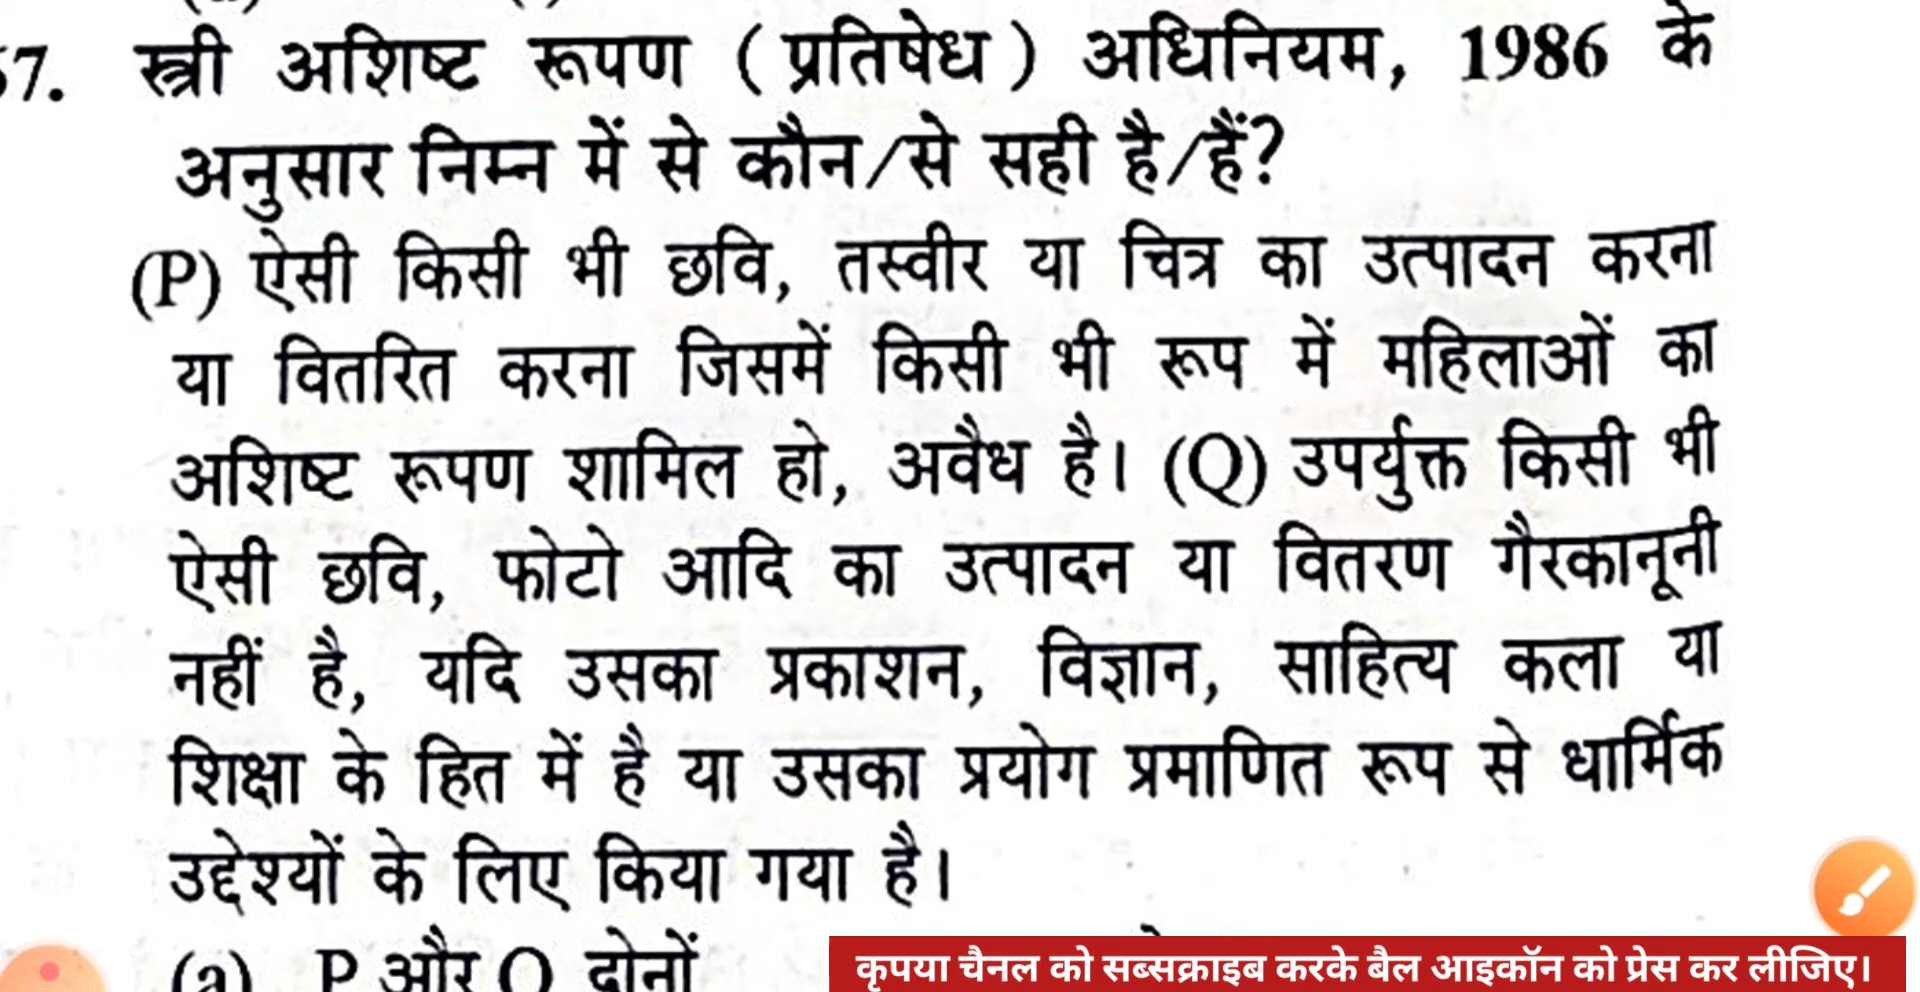 57. स्त्री अशिष्ट रूपण (प्रतिषेध) अधिनियम, 1986 के
अनुसार निम्न में से कौन/से सही है/हैं?
(P) ऐसी किसी भी छवि, तस्वीर या चित्र का उत्पादन करना
या वितरित करना जिसमें किसी भी रूप में महिलाओं का
अशिष्ट रूपण शामिल हो, अवैध है। (Q) उपर्युक्त किसी भी
ऐसी छवि, फोटो आदि का उत्पादन या वितरण गैरकानूनी
नहीं है, यदि उसका प्रकाशन, विज्ञान, साहित्य कला या
शिक्षा के हित में है या उसका प्रयोग प्रमाणित रूप से धार्मिक
उद्देश्यों के लिए किया गया है।
(a) P और Q दोनों
कृपया चैनल को सब्सक्राइब करके बैल आइकॉन को प्रेस कर लीजिए।